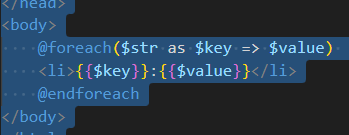 </head>
<body>
@foreach($str as $key => $value)
<li>{{$key}}:{{$value}}</li>
@endforeach
</body>